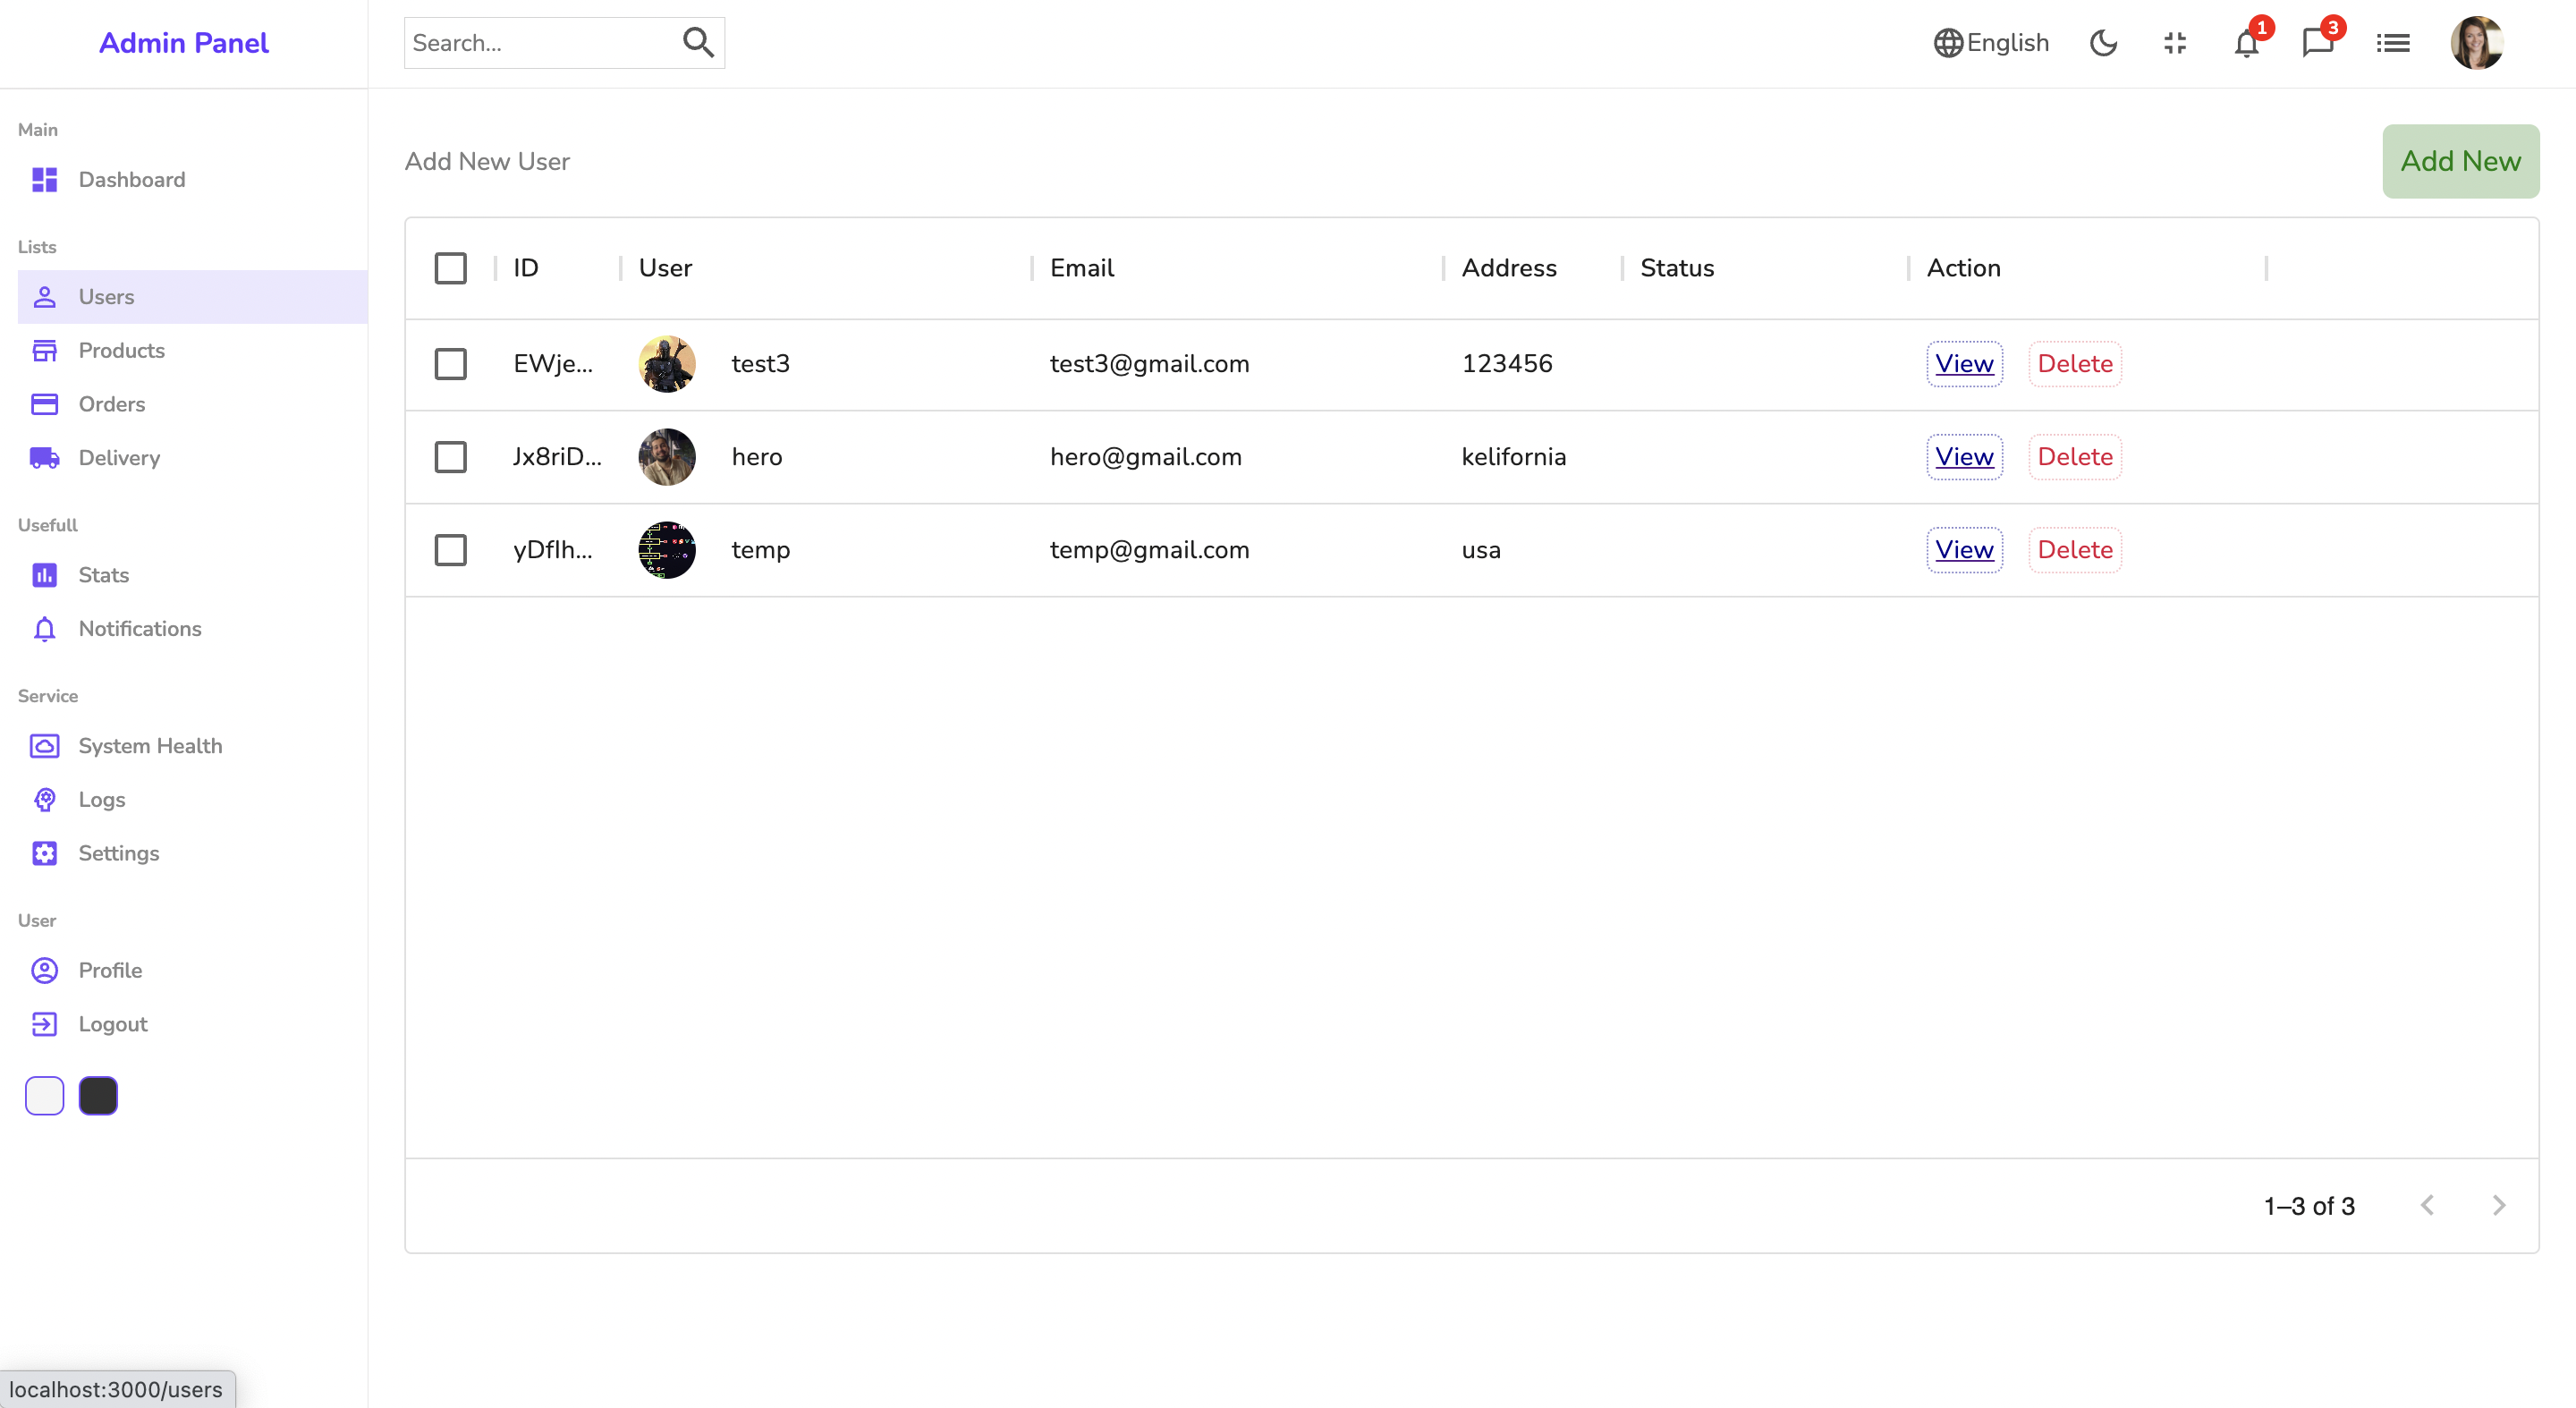 Admin Panel
Search...
English
1
3
Main
Dashboard
Lists
Users
Products
Orders
Delivery
Usefull
Stats
Notifications
Service
System Health
Logs
Settings
User
Profile
Logout
Add New User
Add New
ID User Email Address Status Action
EWje... test3 test3@gmail.com 123456 View Delete
Jx8riD... hero hero@gmail.com kelifornia View Delete
yDfIh... temp temp@gmail.com usa View Delete
1–3 of 3
localhost:3000/users